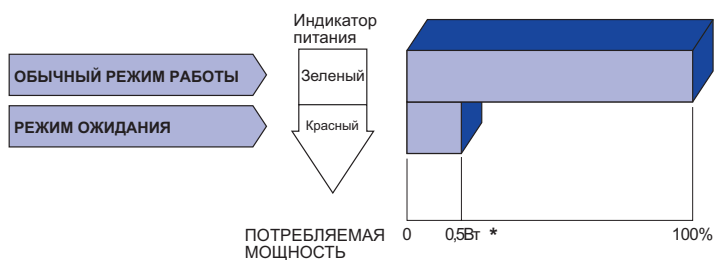 Индикатор
питания
ОБЫЧНЫЙ РЕЖИМ РАБОТЫ
Зеленый
РЕЖИМ ОЖИДАНИЯ
Красный
ПОТРЕБЛЯЕМАЯ
МОЩНОСТЬ
0 0,5Вт * 100%